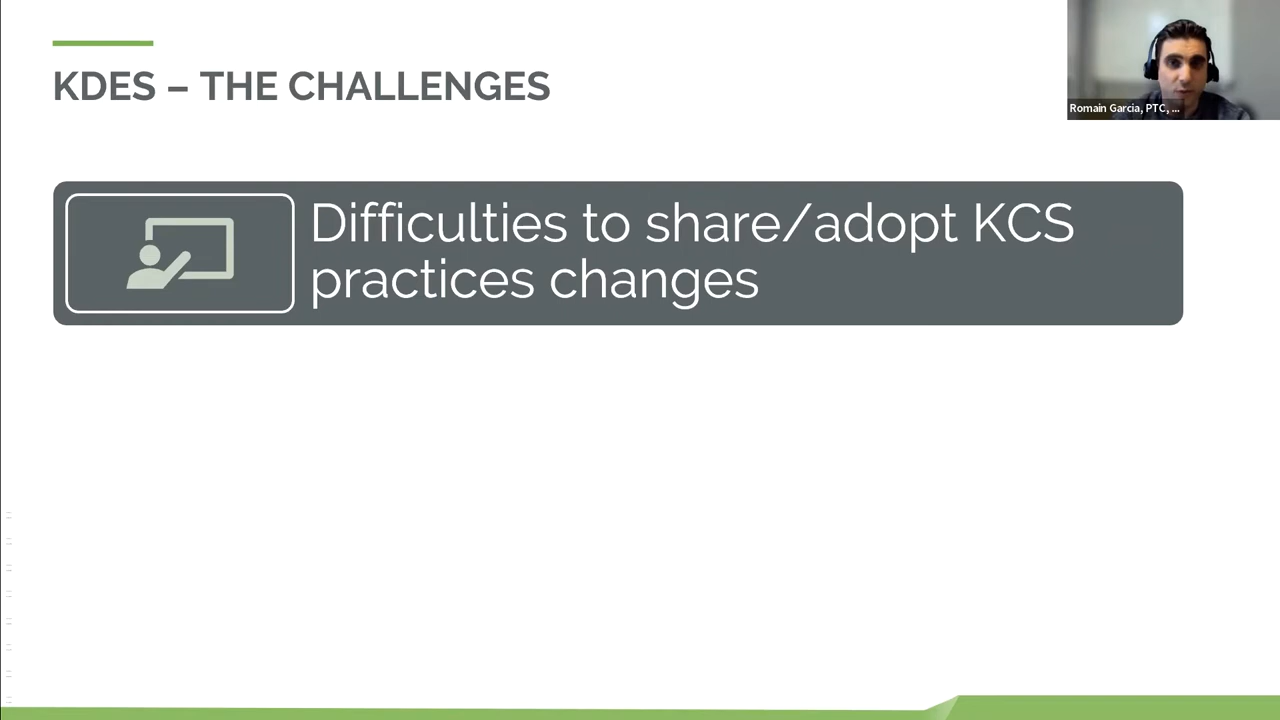 KDES – THE CHALLENGES
Romain Garcia, PTC, ...
Difficulties to share/adopt KCS
practices changes